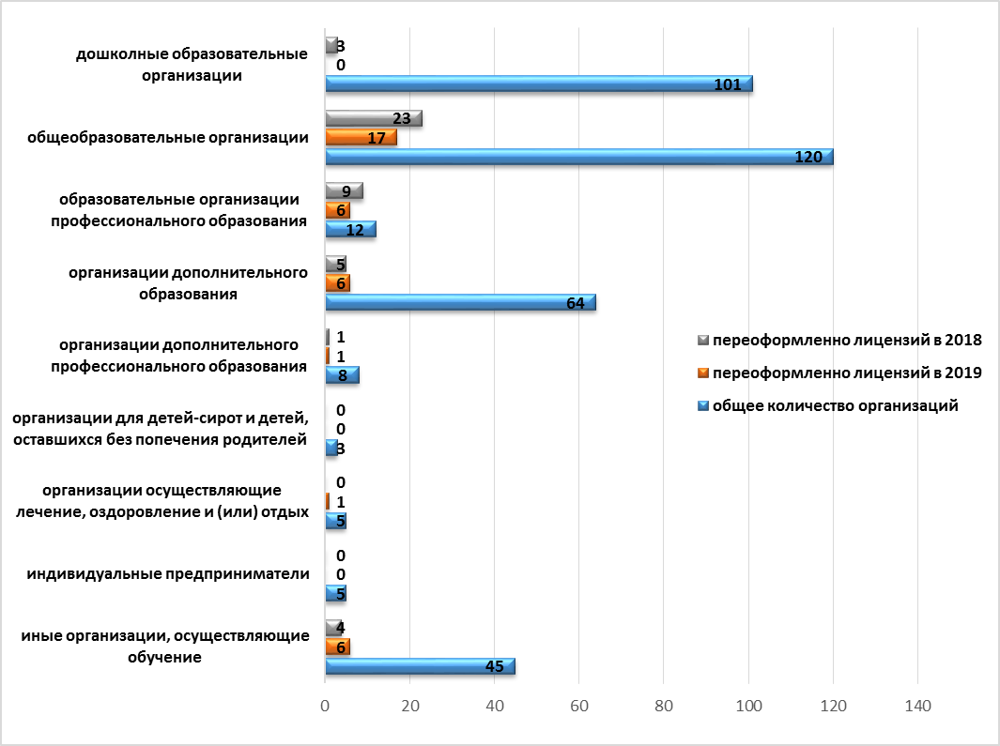 дошколные образовательные
организации
3
0
101
общеобразовательные организации
23
17
120
образовательные организации
профессионального образования
9
6
12
организации дополнительного
образования
5
6
64
организации дополнительного
профессионального образования
1
1
8
организации для детей-сирот и детей,
оставшихся без попечения родителей
0
0
3
организации осуществляющие
лечение, оздоровление и (или) отдых
0
1
5
индивидуальные предприниматели
0
0
5
иные организации, осуществляющие
обучение
4
6
45
переоформленно лицензий в 2018
переоформленно лицензий в 2019
общее количество организаций
0 20 40 60 80 100 120 140